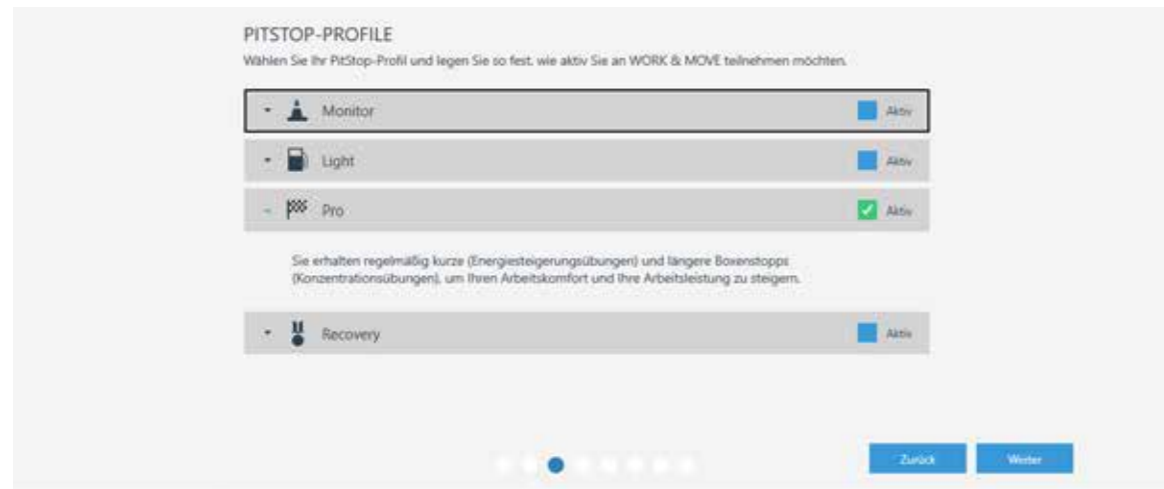 PITSTOP-PROFILE
Wählen Sie Ihr PitStop-Profil und legen Sie so fest, wie aktiv Sie an WORK & MOVE teilnehmen möchten.
Monitor Aktiv
Light Aktiv
Pro Aktiv
Sie erhalten regelmäßig kurze (Energiesteigerungsübungen) und längere Boxenstopps
(Konzentrationsübungen), um Ihren Arbeitskomfort und Ihre Arbeitsleistung zu steigern.
Recovery Aktiv
Zurück Weiter